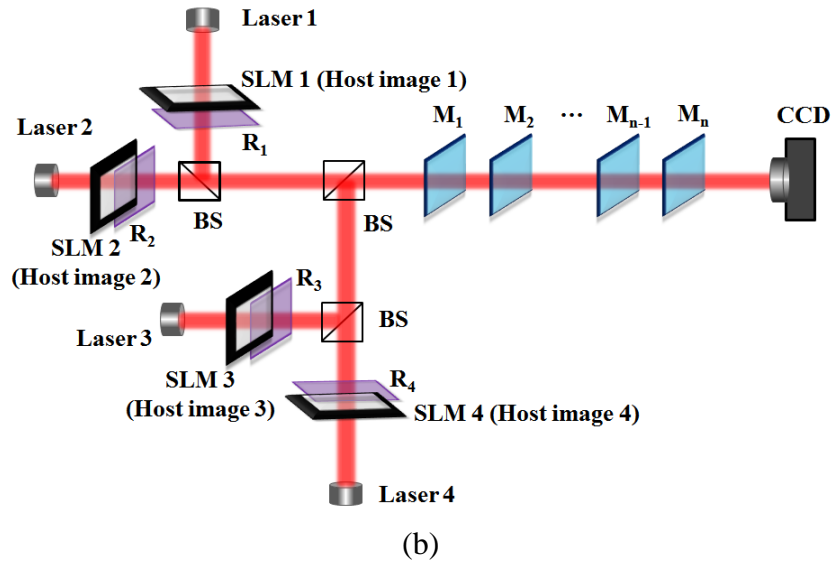 Laser 1
SLM 1 (Host image 1)
R1
Laser 2
R2
BS
SLM 2
(Host image 2)
M1
M2
...
Mn-1
Mn
CCD
BS
R3
BS
Laser 3
SLM 3
(Host image 3)
R4
SLM 4 (Host image 4)
Laser 4
(b)